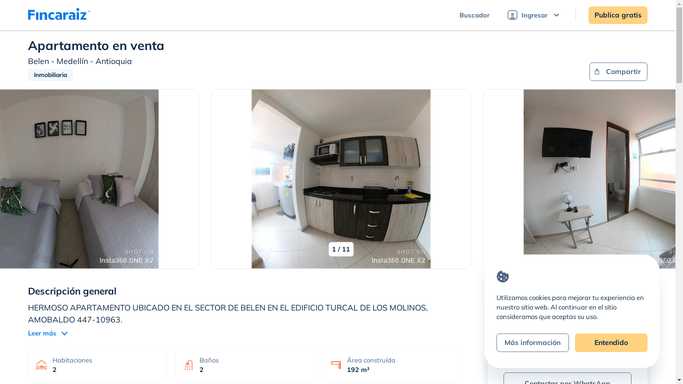 Fincaraiz
Buscador
Ingresar
Publica gratis
Apartamento en venta
Belen - Medellín - Antioquia
Inmobiliaria
Compartir
SHOT ON
Insta360 ONE X2
1 / 11
SHOT ON
Insta360 ONE X2
ONE X2
Descripción general
HERMOSO APARTAMENTO UBICADO EN EL SECTOR DE BELEN EN EL EDIFICIO TURCAL DE LOS MOLINOS.
AMOBALDO 447-10963.
Leer más
Habitaciones
2
Baños
2
Área construída
192 m²
Utilizamos cookies para mejorar tu experiencia en
nuestro sitio web. Al continuar en el sitio
consideramos que aceptas su uso.
Más información
Entendido
Contactar por WhatsApp